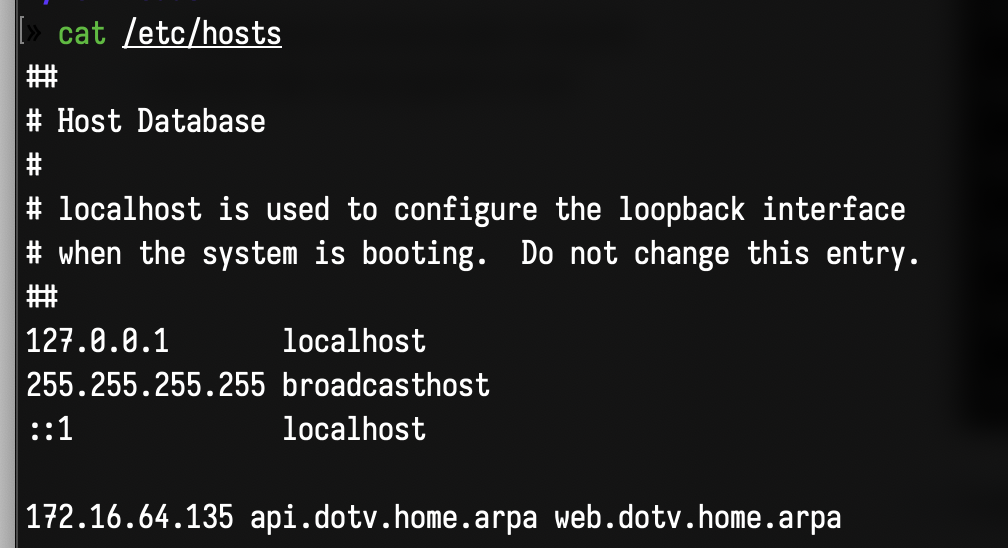 » cat /etc/hosts
##
# Host Database
#
# localhost is used to configure the loopback interface
# when the system is booting.  Do not change this entry.
##
127.0.0.1       localhost
255.255.255.255 broadcasthost
::1             localhost

172.16.64.135 api.dotv.home.arpa web.dotv.home.arpa